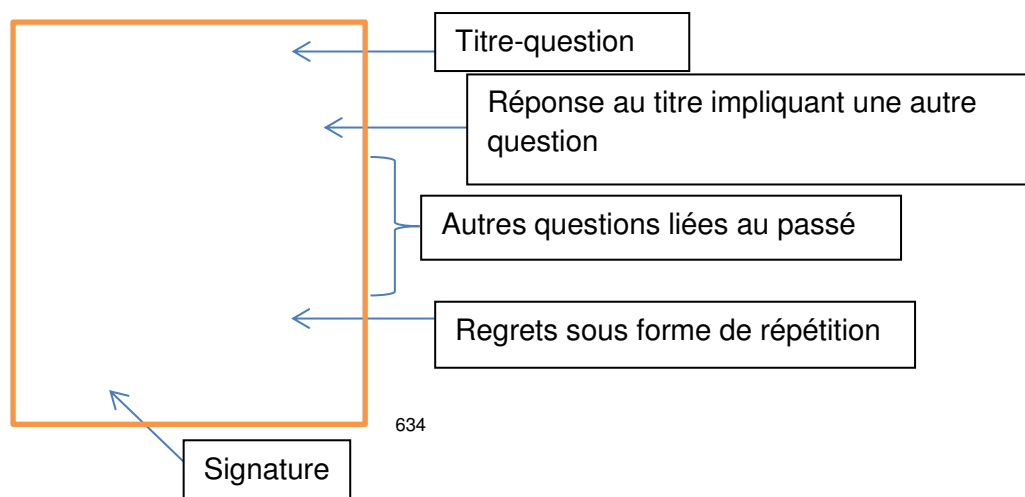 Titre-question
Réponse au titre impliquant une autre
question
Autres questions liées au passé
Regrets sous forme de répétition
634
Signature